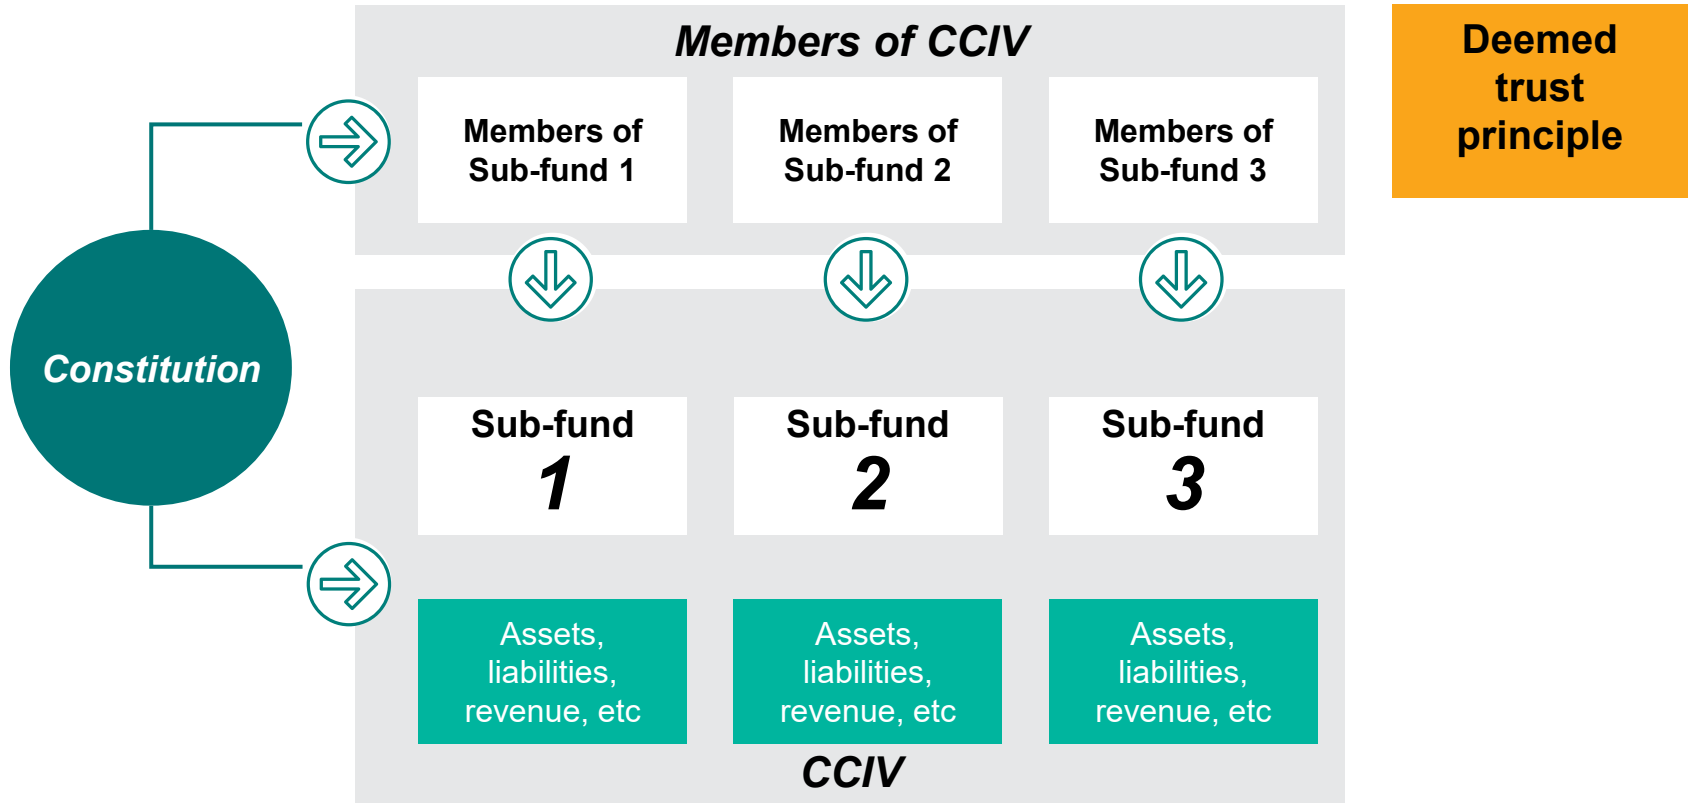 Members of CCIV
Deemed
trust
principle
Members of
Sub-fund 1
Members of
Sub-fund 2
Members of
Sub-fund 3
Constitution
Sub-fund
1
Sub-fund
2
Sub-fund
3
Assets,
liabilities,
revenue, etc
Assets,
liabilities,
revenue, etc
Assets,
liabilities,
revenue, etc
CCIV